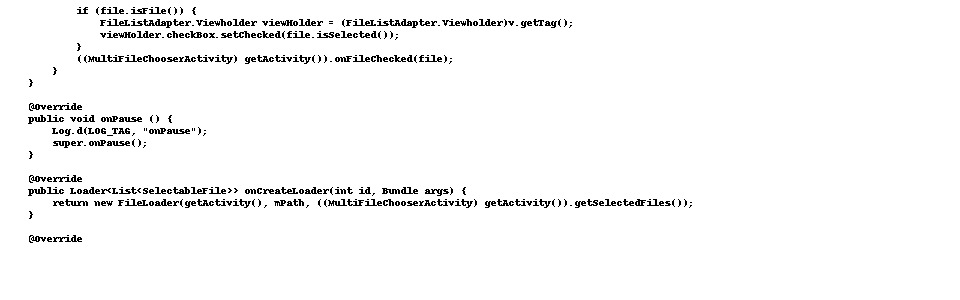 if (file.isFile()) {
            FileListAdapter.Viewholder viewHolder = (FileListAdapter.Viewholder)v.getTag();
            viewHolder.checkBox.setChecked(file.isSelected());
        }
        ((MultiFileChooserActivity) getActivity()).onFileChecked(file);
    }
}

@Override
public void onPause () {
    Log.d(LOG_TAG, "onPause");
    super.onPause();
}

@Override
public Loader<List<SelectableFile>> onCreateLoader(int id, Bundle args) {
    return new FileLoader(getActivity(), mPath, ((MultiFileChooserActivity) getActivity()).getSelectedFiles());
}

@Override